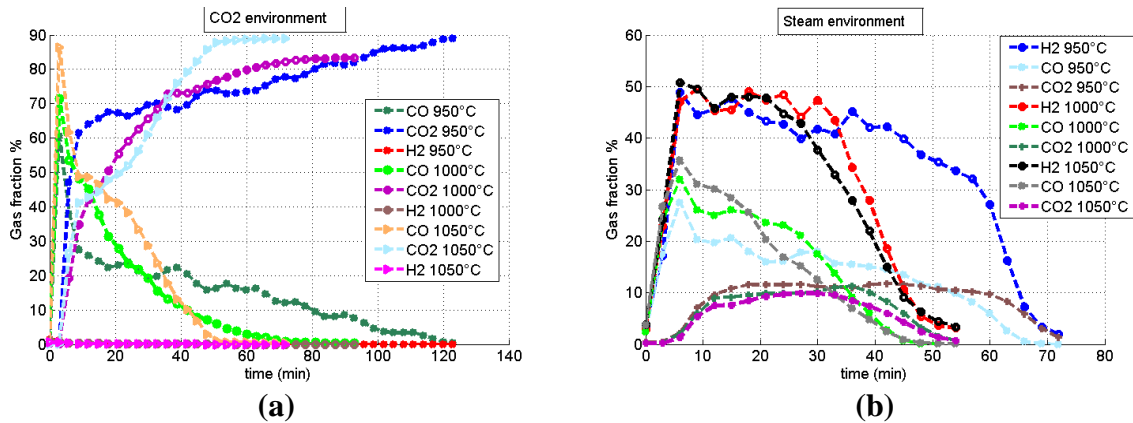 CO2 environment
Gas fraction %
90
80
70
60
50
40
30
20
10
0
0 20 40 60 80 100 120 140
time (min)
CO 950°C
CO2 950°C
H2 950°C
CO 1000°C
CO2 1000°C
H2 1000°C
CO 1050°C
CO2 1050°C
H2 1050°C
(a)
Steam environment
Gas fraction %
60
50
40
30
20
10
0
0 10 20 30 40 50 60 70 80
time (min)
H2 950°C
CO 950°C
CO2 950°C
H2 1000°C
CO 1000°C
CO2 1000°C
H2 1050°C
CO 1050°C
CO2 1050°C
(b)